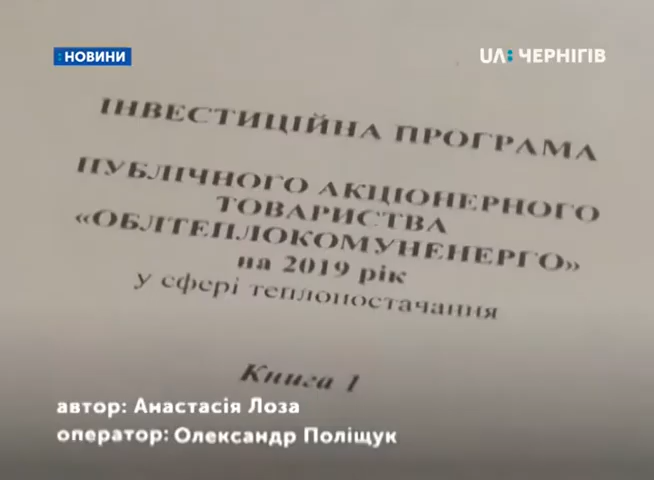 :НОВИНИ
UA: ЧЕРНІГІВ
ІНВЕСТИЦІЙНА ПРОГРАМА
ПУБЛІЧНОГО АКЦІОНЕРНОГО
ТОВАРИСТВА
«ОБЛТЕПЛОКОМУНЕНЕРГО»
на 2019 рік
у сфері теплопостачання
Книга 1
автор: Анастасія Лоза
оператор: Олександр Поліщук